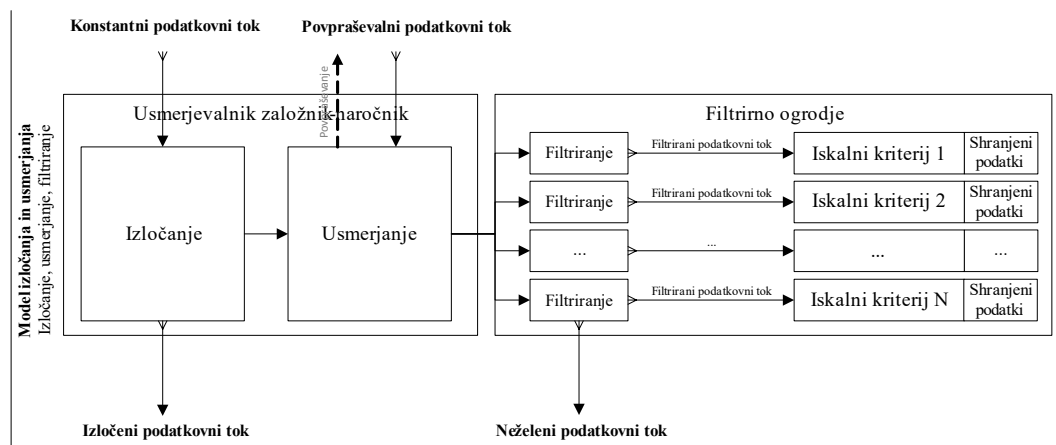 Konstantni podatkovni tok
Povpraševalni podatkovni tok
Model izločanja in usmerjanja
Izločanje, usmerjanje, filtriranje
Povpraševanje
Usmerjevalnik založnik-naročnik
Izločanje
Usmerjanje
Filtrirno ogrodje
Filtriranje
Filtrirani podatkovni tok
Iskalni kriterij 1
Shranjeni
podatki
Filtriranje
Filtrirani podatkovni tok
Iskalni kriterij 2
Shranjeni
podatki
...
...
...
...
Filtriranje
Filtrirani podatkovni tok
Iskalni kriterij N
Shranjeni
podatki
Izločeni podatkovni tok
Neželeni podatkovni tok